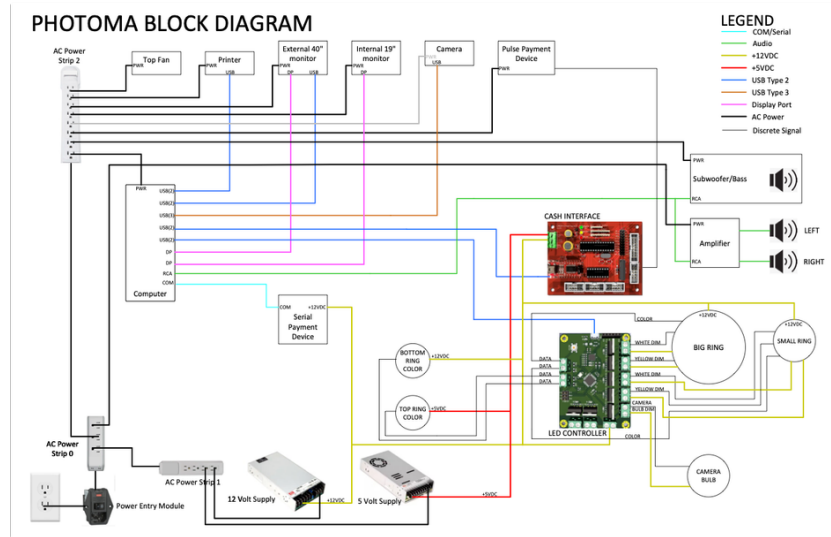 PHOTOMA BLOCK DIAGRAM
LEGEND
COM/Serial
Audio
+12VDC
+5VDC
USB Type 2
USB Type 3
Display Port
AC Power
Discrete Signal
AC Power
Strip 2
Top Fan
PWR
Printer
PWR
USB
External 40"
monitor
PWR
DP
USB
Internal 19"
monitor
PWR
DP
Camera
PWR
USB
Pulse Payment
Device
PWR
PWR
Subwoofer/Bass
RCA
PWR
Amplifier
RCA
LEFT
RIGHT
PWR
USB(2)
USB(2)
USB(3)
USB(2)
USB(2)
DP
DP
RCA
COM
Computer
CASH INTERFACE
COM
+12VDC
Serial
Payment
Device
BOTTOM
RING
COLOR
+12VDC
TOP RING
COLOR
+5VDC
DATA
DATA
DATA
DATA
LED CONTROLLER
COLOR
WHITE DIM
YELLOW DIM
WHITE DIM
YELLOW DIM
CAMERA
BULB DIM
COLOR
+12VDC
BIG RING
+12VDC
SMALL RING
CAMERA
BULB
AC Power
Strip 0
AC Power Strip 1
Power Entry Module
12 Volt Supply
+12VDC
5 Volt Supply
+5VDC